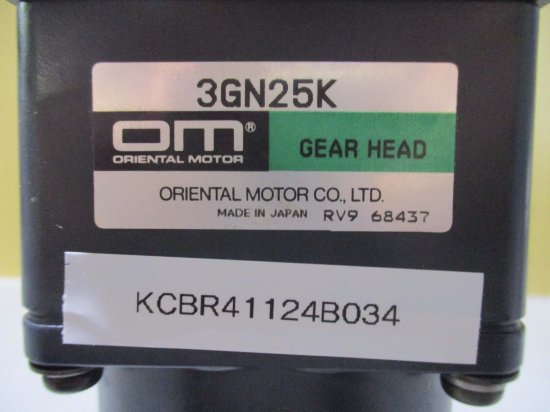 3GN25K
OM®
ORIENTAL MOTOR
GEAR HEAD
ORIENTAL MOTOR CO., LTD.
MADE IN JAPAN RV9 68437
KCBR41124B034